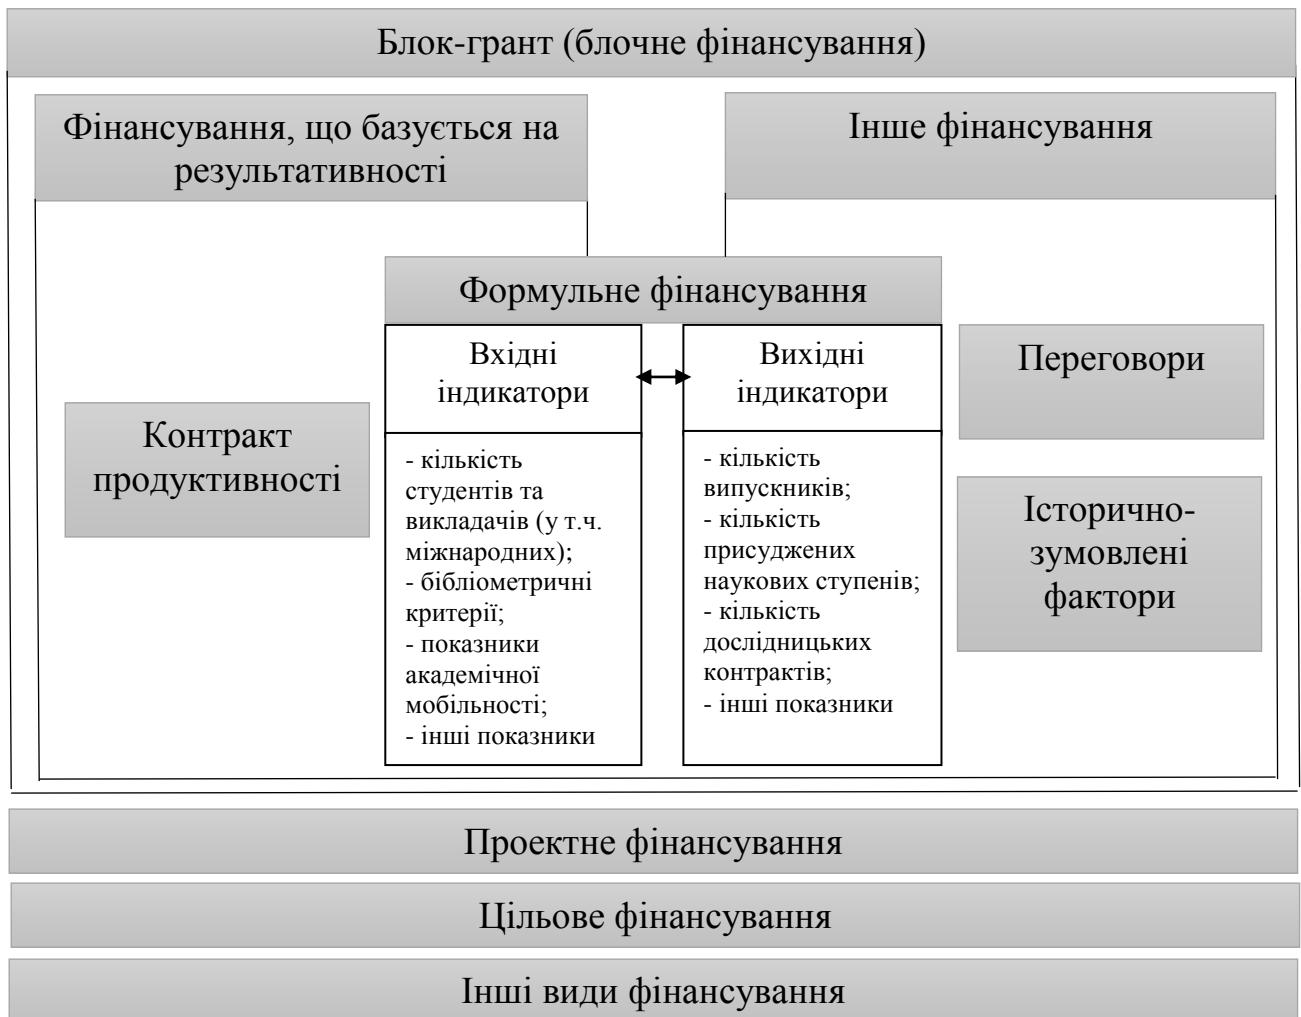 Блок-грант (блочне фінансування)
Фінансування, що базується на
результативності
Інше фінансування
Формульне фінансування
Вхідні
індикатори
Вихідні
індикатори
Переговори
Контракт
продуктивності
- кількість
студентів та
викладачів (у т.ч.
міжнародних);
- бібліометричні
критерії;
- показники
академічної
мобільності;
- інші показники
- кількість
випускників;
- кількість
присуджених
наукових ступенів;
- кількість
дослідницьких
контрактів;
- інші показники
Історично-
зумовлені
фактори
Проектне фінансування
Цільове фінансування
Інші види фінансування